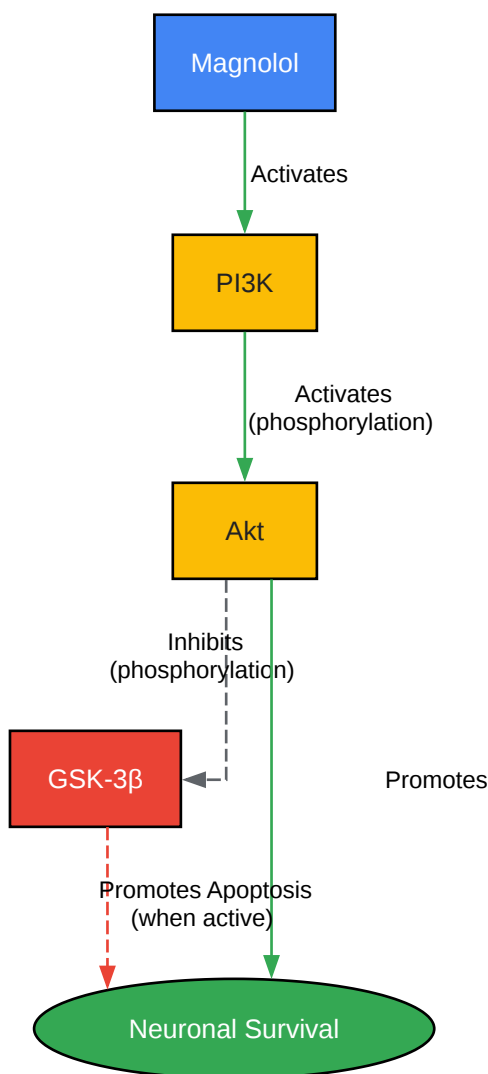 Magnolol
Activates
PI3K
Activates
(phosphorylation)
Akt
Inhibits
(phosphorylation)
GSK-3β
Promotes
Promotes Apoptosis
(when active)
Neuronal Survival